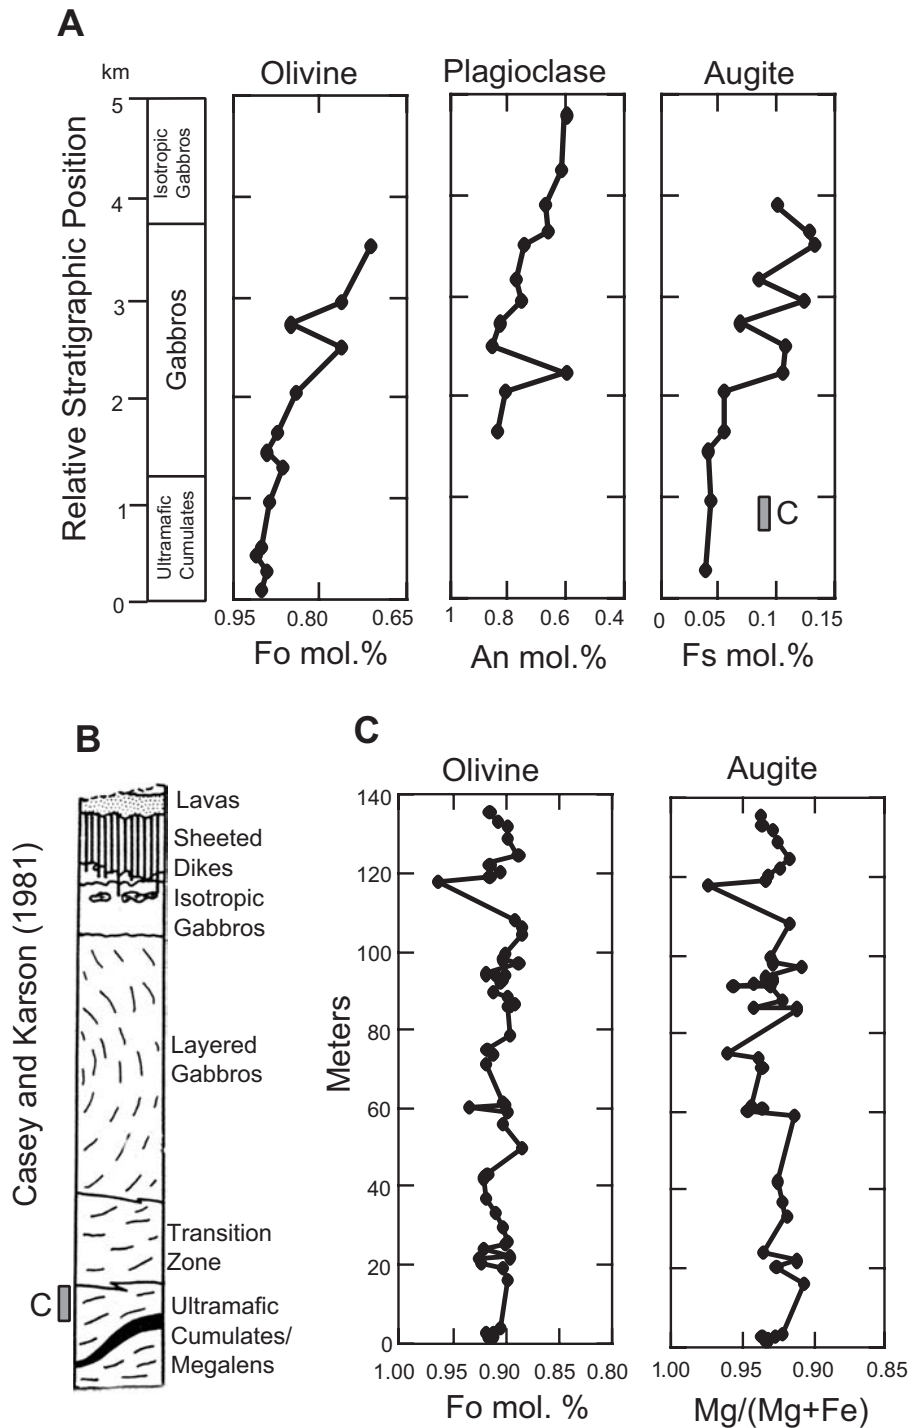 A
km
Olivine
Plagioclase
Augite
Relative Stratigraphic Position
5
4
3
2
1
0
Isotropic
Gabbros
Gabbros
Ultramafic
Cumulates
C
0.95 0.80 0.65
1 0.8 0.6 0.4
0 0.05 0.1 0.15
Fo mol.%
An mol.%
Fs mol.%
B
Casey and Karson (1981)
Lavas
Sheeted
Dikes
Isotropic
Gabbros
Layered
Gabbros
Transition
Zone
C
Ultramafic
Cumulates/
Megalens
C
Olivine
Augite
Meters
140
120
100
80
60
40
20
0
1.00 0.95 0.90 0.80
1.00 0.95 0.90 0.85
Fo mol. %
Mg/(Mg+Fe)